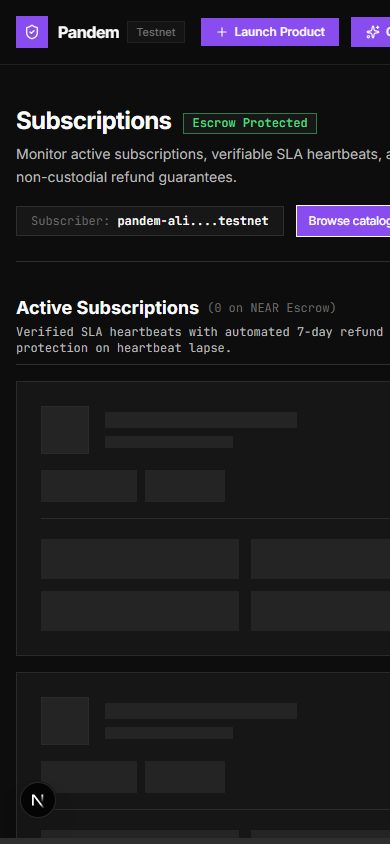 Pandem Testnet + Launch Product
Subscriptions Escrow Protected
Monitor active subscriptions, verifiable SLA heartbeats, a
non-custodial refund guarantees.
Subscriber: pandem-ali....testnet Browse catalog
Active Subscriptions (0 on NEAR Escrow)
Verified SLA heartbeats with automated 7-day refund
protection on heartbeat lapse.
N